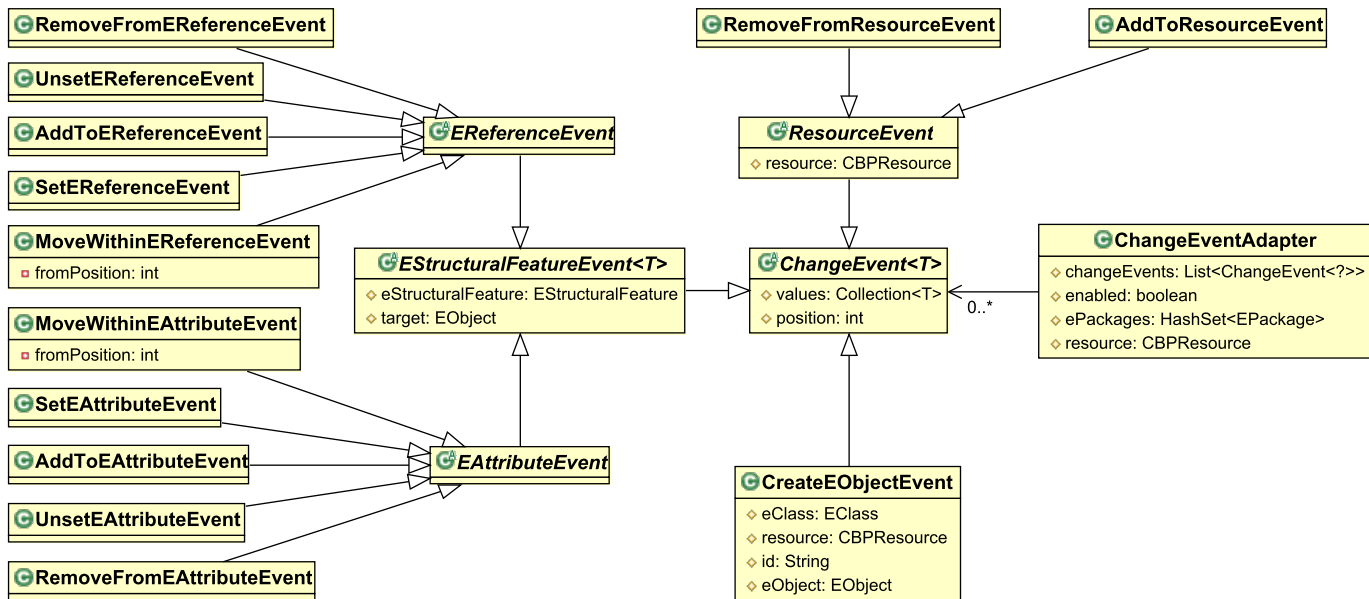 RemoveFromEReferenceEvent
UnsetEReferenceEvent
AddToEReferenceEvent
SetEReferenceEvent
MoveWithinEReferenceEvent
fromPosition: int
MoveWithinEAttributeEvent
fromPosition: int
SetEAttributeEvent
AddToEAttributeEvent
UnsetEAttributeEvent
RemoveFromEAttributeEvent
EReferenceEvent
EStructuralFeatureEvent<T>
eStructuralFeature: EStructuralFeature
target: EObject
EAttributeEvent
RemoveFromResourceEvent
AddToResourceEvent
ResourceEvent
resource: CBPResource
ChangeEvent<T>
values: Collection<T>
position: int
0..*
ChangeEventAdapter
changeEvents: List<ChangeEvent<?>>
enabled: boolean
ePackages: HashSet<EPackage>
resource: CBPResource
CreateEObjectEvent
eClass: EClass
resource: CBPResource
id: String
eObject: EObject